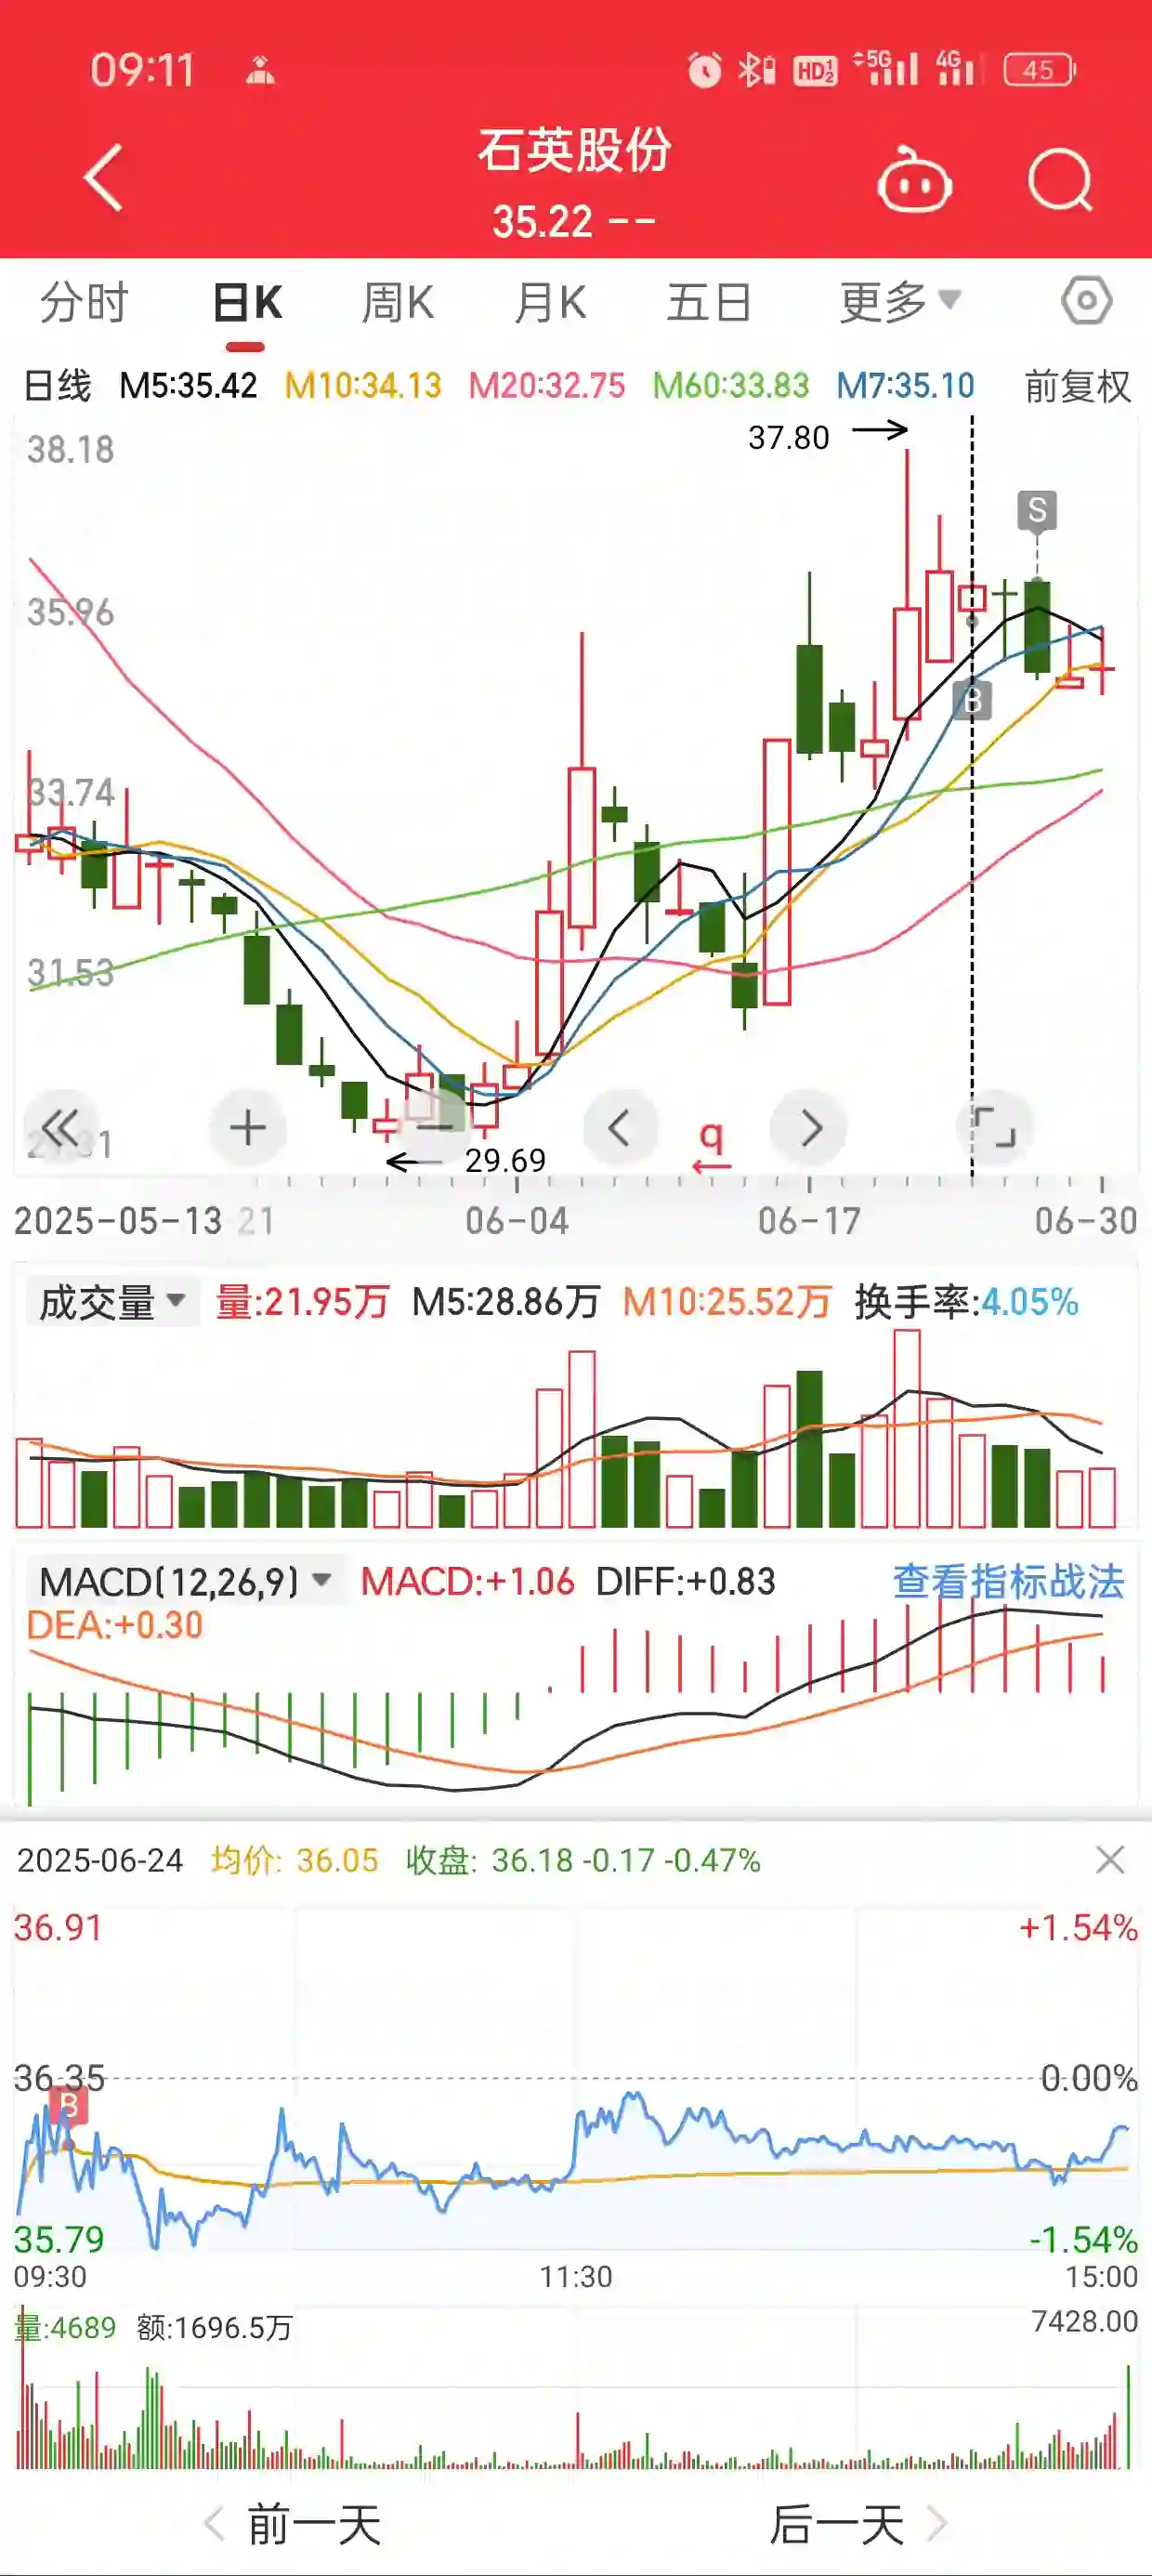 09:11
HD 1 2 5G 4G 45
石英股份
35.22 --
分时 日K 周K 月K 五日 更多
日线 M5:35.42 M10:34.13 M20:32.75 M60:33.83 M7:35.10 前复权
37.80
38.18
S
35.96
B
33.74
31.53
q
29.69
2025-05-13 21 06-04 06-17 06-30
成交量 量:21.95万 M5:28.86万 M10:25.52万 换手率:4.05%
MACD(12,26,9) MACD:+1.06 DIFF:+0.83 查看指标战法
DEA:+0.30
2025-06-24 均价: 36.05 收盘: 36.18 -0.17 -0.47%
36.91 +1.54%
36.35 0.00%
B
35.79 -1.54%
09:30 11:30 15:00
量:4689 额:1696.5万 7428.00
前一天 后一天